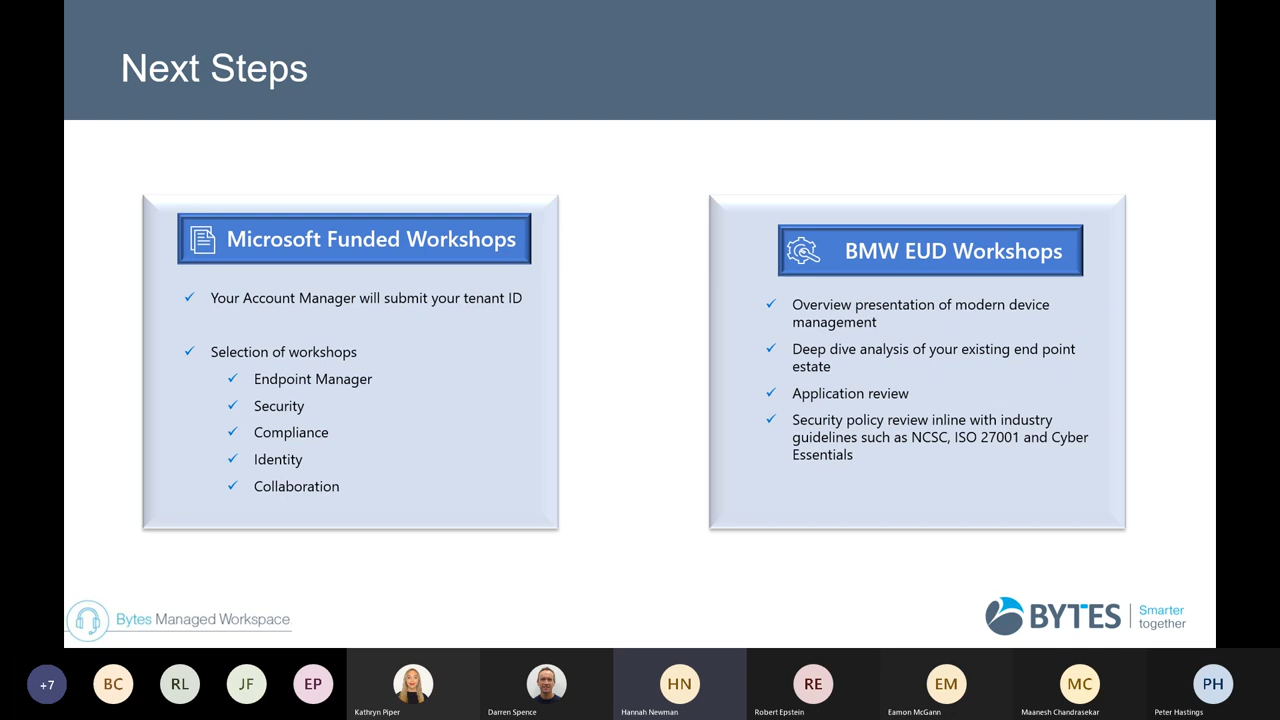 Next Steps
Microsoft Funded Workshops
Your Account Manager will submit your tenant ID
Selection of workshops
Endpoint Manager
Security
Compliance
Identity
Collaboration
BMW EUD Workshops
Overview presentation of modern device
management
Deep dive analysis of your existing end point
estate
Application review
Security policy review inline with industry
guidelines such as NCSC, ISO 27001 and Cyber
Essentials
Bytes Managed Workspace
BYTES
Smarter
together
+7
BC
RL
JF
EP
Kathryn Piper
Darren Spence
HN
Hannah Newman
RE
Robert Epstein
EM
Eamon McGann
MC
Maanesh Chandrasekar
PH
Peter Hastings